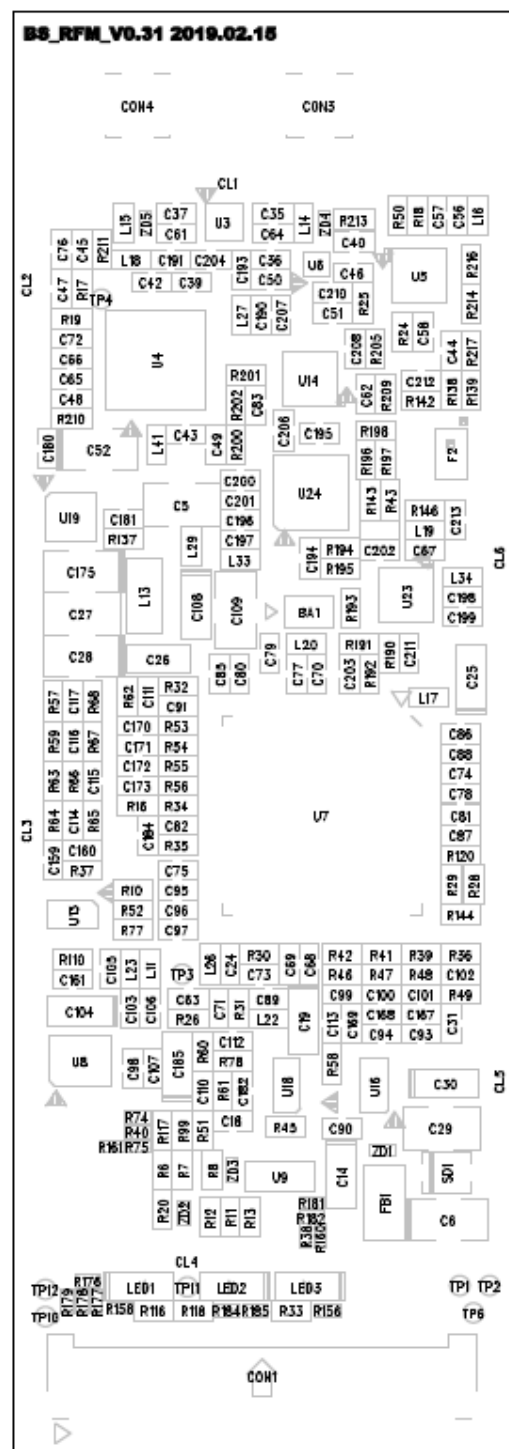 BS_RFM_V0.31 2019.02.15
CON4 CON3
CL1
L15 ZD5 C37 U3 C35 L14 ZD4 R213 R50 R18 C57 C56 L16
C61 C64 C40
C76 C45 R211 L18 C191 C204 C193 C36 U6 C46 U5 R216
CL2 C47 R17 TP4 C42 C39 C50 C210 R25 R214
R19 L27 C190 C207 C51
C72 U4 C208 R205 R24 C58 C44 R217
C66
C65 R201 U14 C212 R138 R139
C48 R202 C83 C62 R209 R142
R210
C180 C52 L41 C43 C49 R200 C206 C195 R198 F2
R196 R197
U19 C181 C5 C200 U24 R143 R43 R146 C213
R137 C201 L19
C196
L29 C197 C194 R194 C202 C67 CL6
C175 L13 L33 R195
C27 C108 C109 BA1 R193 U23 L34
C198
C199
C28 C26 C79 L20 R191 R190 C211 C25
C85 C80 C77 C70 C203 R192
R57 C117 R68 R62 C111 R32 L17
C91
R59 C116 R67 C170 R53 C86
C171 R54 C88
R63 R66 C115 C172 R55 C74
C173 R56 C78
CL3 R64 C114 R65 R16 R34 U7 C81
C184 C82 C87
C159 C160 R35 R120
R37 C75 R29 R28
U13 R10 C95
R52 C96 R144
R77 C97
R110 C105 L23 L11 TP3 L26 C24 R30 C69 C68 R42 R41 R39 R36
C161 C73 R46 R47 R48 C102
C104 C103 C106 C63 C71 R31 C89 C19 C99 C100 C101 R49
R26 L22 C113 C169 C168 C167 C31
C94 C93
U8 C98 C107 C185 R60 C112 U18 R58 U16 C30 CL5
R78
C110 R61 C182
R74 R117 R99 R51 C16 R45 C90 C29
R40
R161 R75 ZD1
R6 R7 R8 ZD3 U9 C14 FB1 SD1
R20 ZD2 R12 R11 R13 R181 C6
R182
R38 R160
CL4
TP12 R176 LED1 TP11 LED2 LED3 TP1 TP2
TP10 R179 R178 R177 R158 R116 R118 R184 R185 R33 R156 TP6
CON1